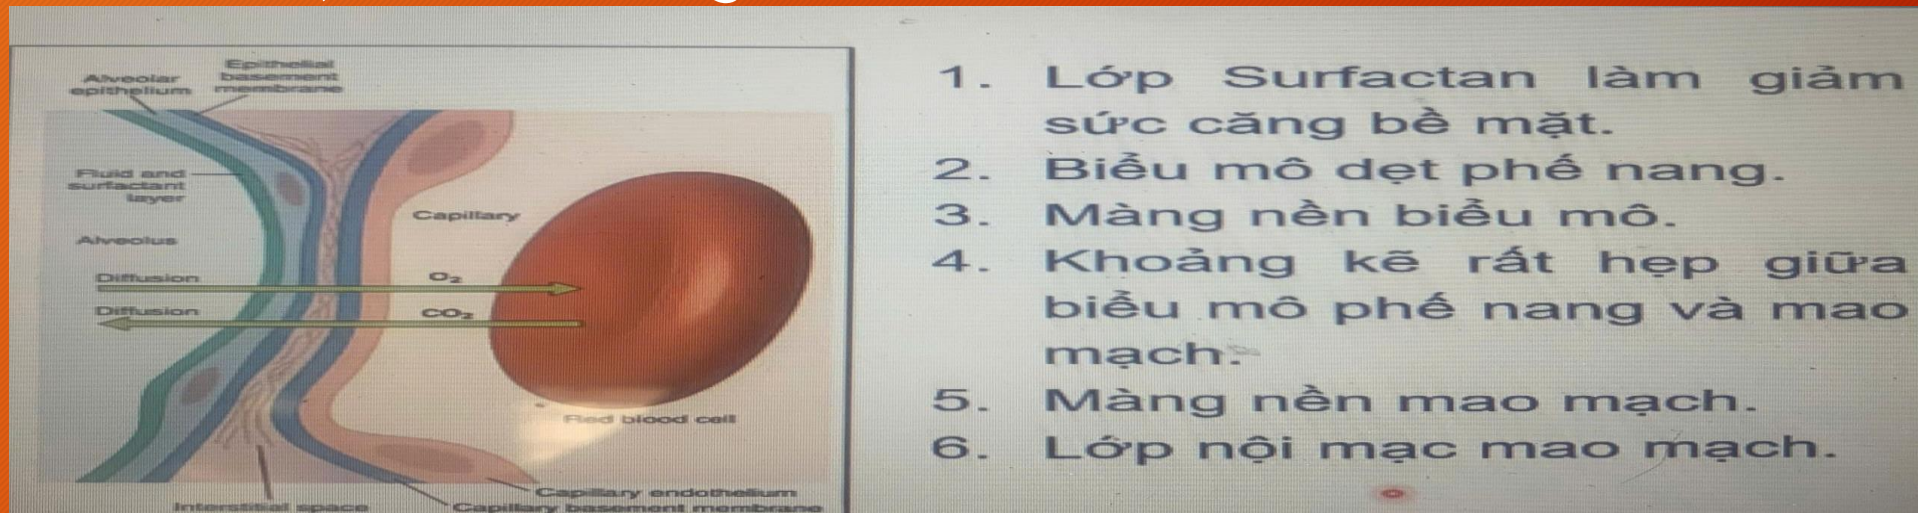 Alveolar
epithelium
Epithelial
basement
membrane
Fluid and
surfactant
layer
Alveolus
Capillary
Diffusion
O₂
Diffusion
CO₂
Red blood cell
Interstitial space
Capillary endothelium
Capillary basement membrane
1. Lớp Surfactan làm giảm
sức căng bề mặt.
2. Biểu mô dẹt phế nang.
3. Màng nền biểu mô.
4. Khoảng kẽ rất hẹp giữa
biểu mô phế nang và mao
mạch.
5. Màng nền mao mạch.
6. Lớp nội mạc mao mạch.